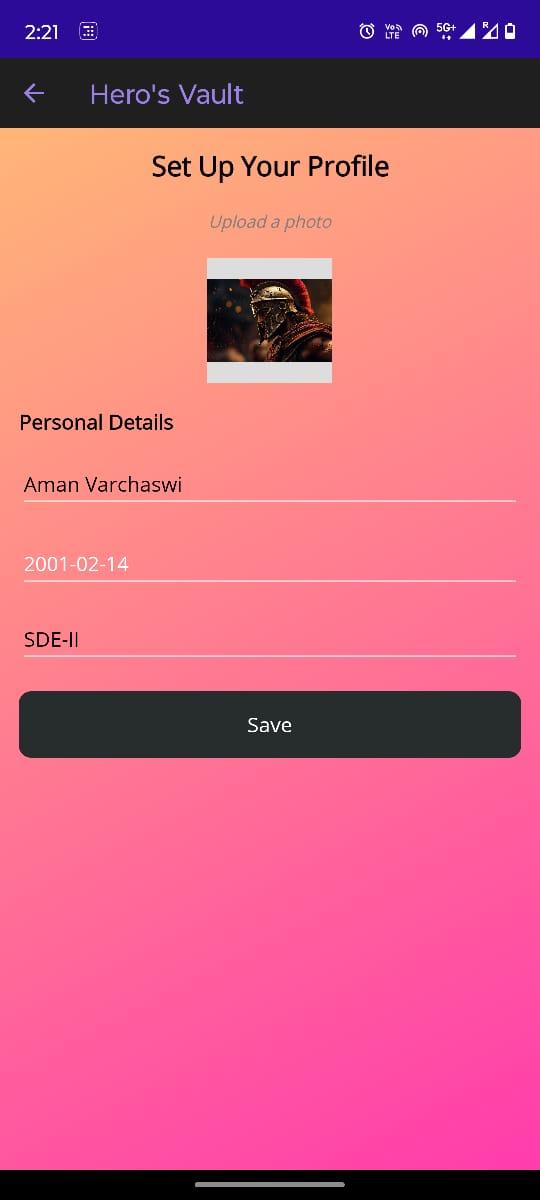 2:21 Vo LTE 5G+ R
Hero's Vault
Set Up Your Profile
Upload a photo
Personal Details
Aman Varchaswi
2001-02-14
SDE-II
Save